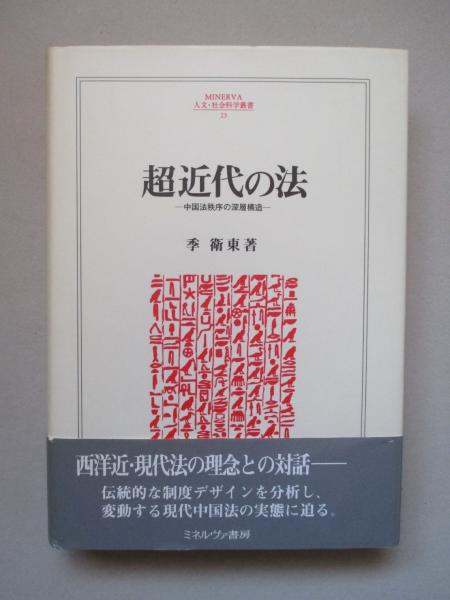 MINERVA
人文・社会科学叢書
23
超近代の法
―中国法秩序の深層構造―
季 衛東著
西洋近・現代法の理念との対話――
伝統的な制度デザインを分析し、
変動する現代中国法の実態に迫る。
ミネルヴァ書房